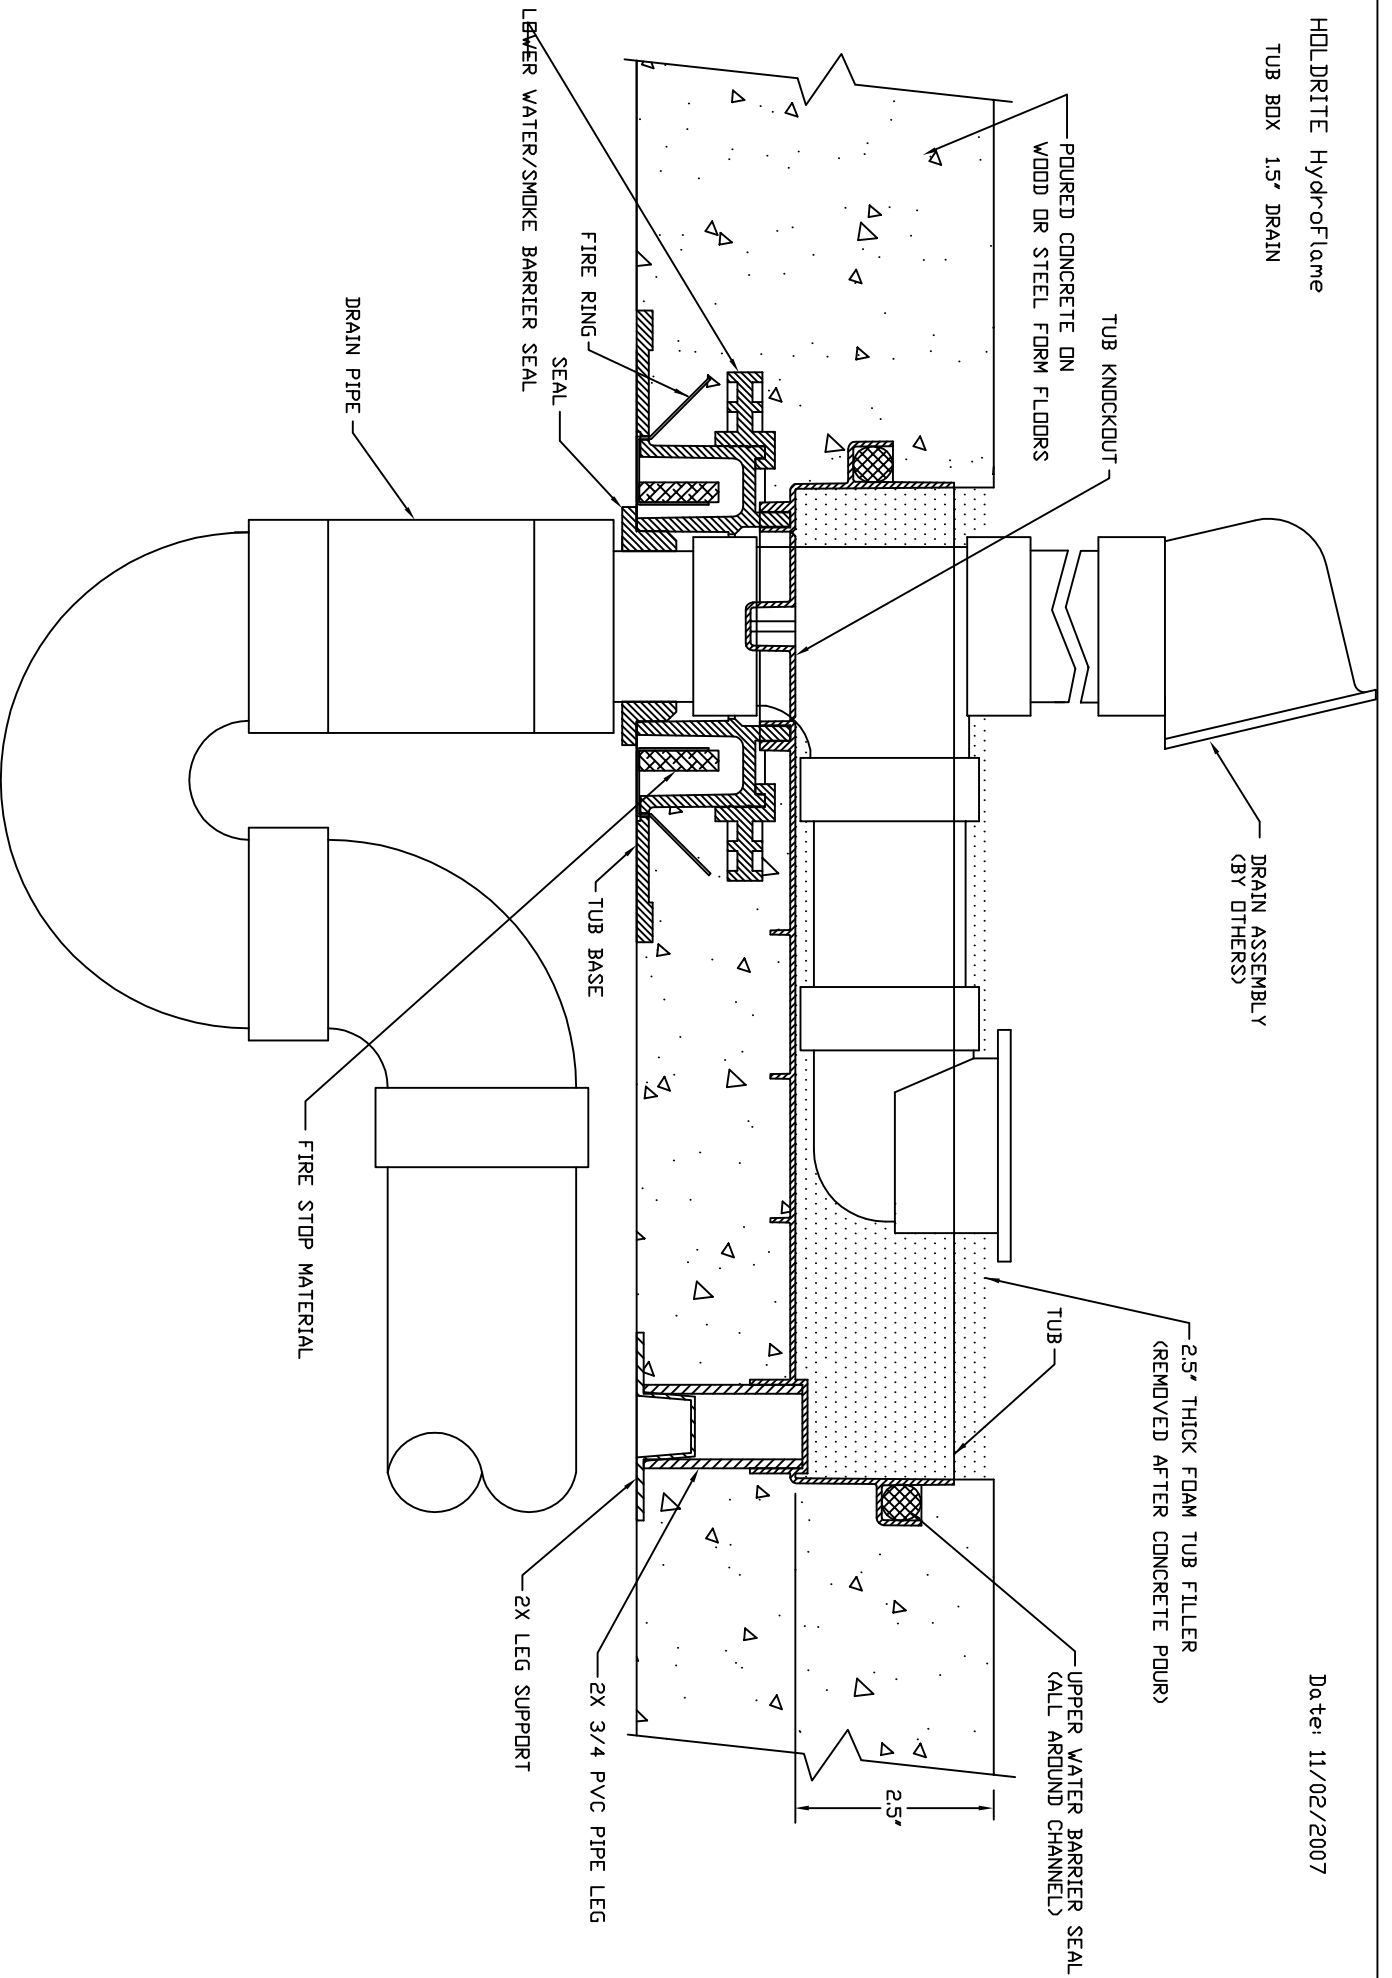 HOLDRITE HydroFlame
TUB BOX 1.5" DRAIN
Date: 11/02/2007
DRAIN ASSEMBLY
(BY OTHERS)
2.5" THICK FOAM TUB FILLER
(REMOVED AFTER CONCRETE POUR)
TUB KNOCKOUT
POURED CONCRETE ON
WOOD OR STEEL FORM FLOORS
TUB
UPPER WATER BARRIER SEAL
(ALL AROUND CHANNEL)
2.5"
LOWER WATER/SMOKE BARRIER SEAL
FIRE RING
SEAL
DRAIN PIPE
TUB BASE
FIRE STOP MATERIAL
2X 3/4 PVC PIPE LEG
2X LEG SUPPORT